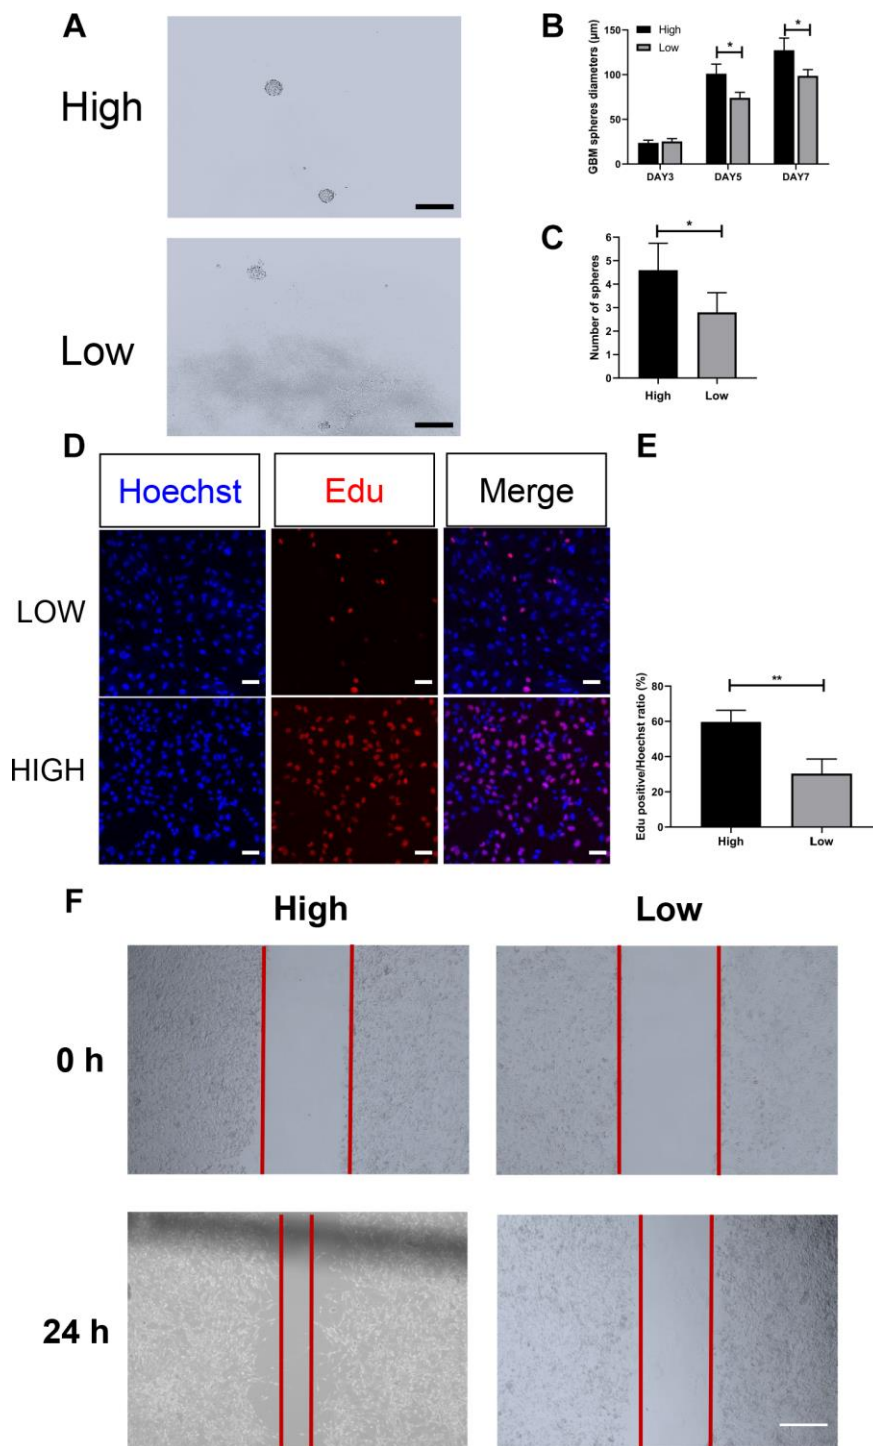 A
High
Low
B
GBM spheres diameters (μm)
150
100
50
0
High
Low
*
*
DAY3 DAY5 DAY7
C
Number of spheres
6
5
4
3
2
1
0
*
High Low
D
Hoechst Edu Merge
LOW
HIGH
E
Edu positive/Hoechst ratio (%)
80
60
40
20
0
**
High Low
F
High Low
0 h
24 h